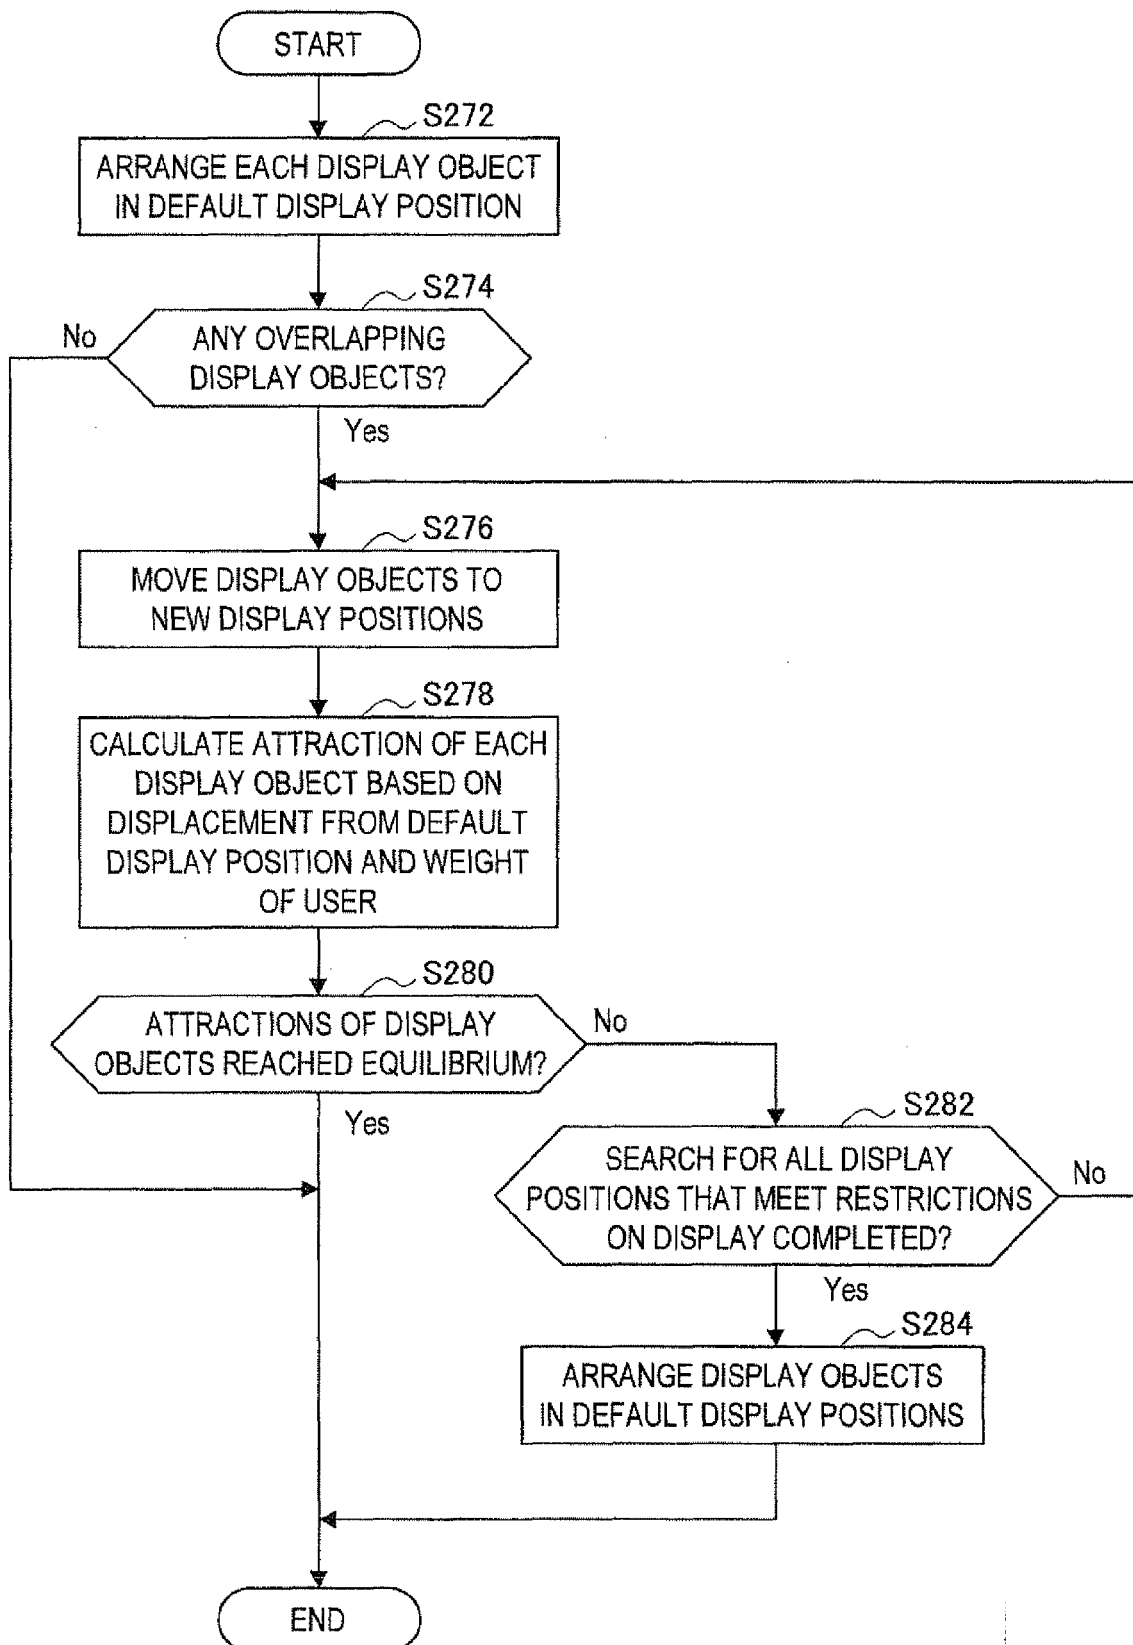 START
S272
ARRANGE EACH DISPLAY OBJECT
IN DEFAULT DISPLAY POSITION
S274
No
ANY OVERLAPPING
DISPLAY OBJECTS?
Yes
S276
MOVE DISPLAY OBJECTS TO
NEW DISPLAY POSITIONS
S278
CALCULATE ATTRACTION OF EACH
DISPLAY OBJECT BASED ON
DISPLACEMENT FROM DEFAULT
DISPLAY POSITION AND WEIGHT
OF USER
S280
ATTRACTIONS OF DISPLAY
OBJECTS REACHED EQUILIBRIUM?
No
Yes
S282
SEARCH FOR ALL DISPLAY
POSITIONS THAT MEET RESTRICTIONS
ON DISPLAY COMPLETED?
No
Yes
S284
ARRANGE DISPLAY OBJECTS
IN DEFAULT DISPLAY POSITIONS
END